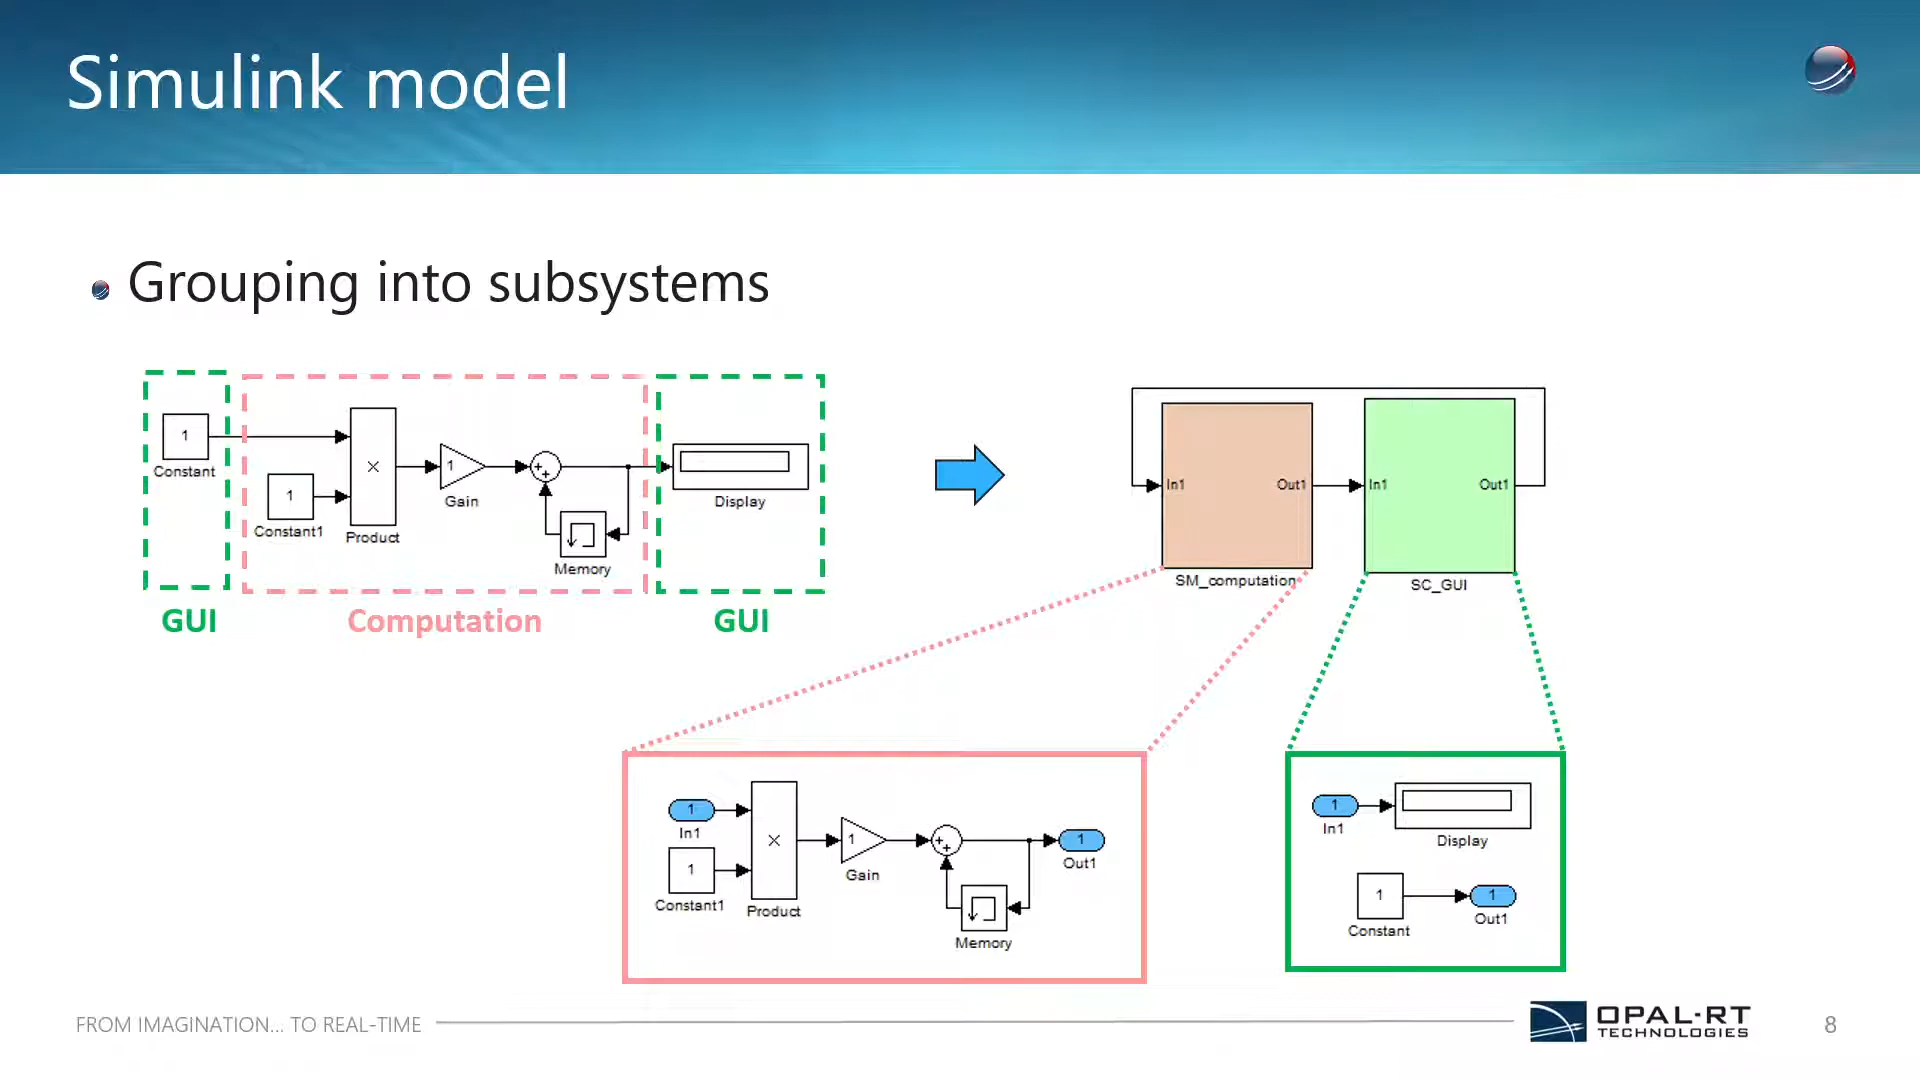 Simulink model
Grouping into subsystems
1
Constant
1
Constant1
×
Product
1
Gain
+
+
Memory
Display
GUI
Computation
GUI
In1
Out1
SM_computation
In1
Out1
SC_GUI
1
In1
1
Constant1
×
Product
1
Gain
+
+
Memory
1
Out1
1
In1
Display
1
Constant
1
Out1
FROM IMAGINATION... TO REAL-TIME
OPAL-RT
TECHNOLOGIES
8